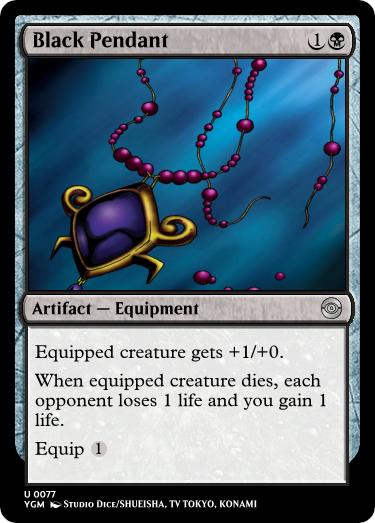 Black Pendant 1
Artifact — Equipment
Equipped creature gets +1/+0.
When equipped creature dies, each
opponent loses 1 life and you gain 1
life.
Equip 1
U 0077
YGM Studio Dice/SHUEISHA, TV TOKYO, KONAMI